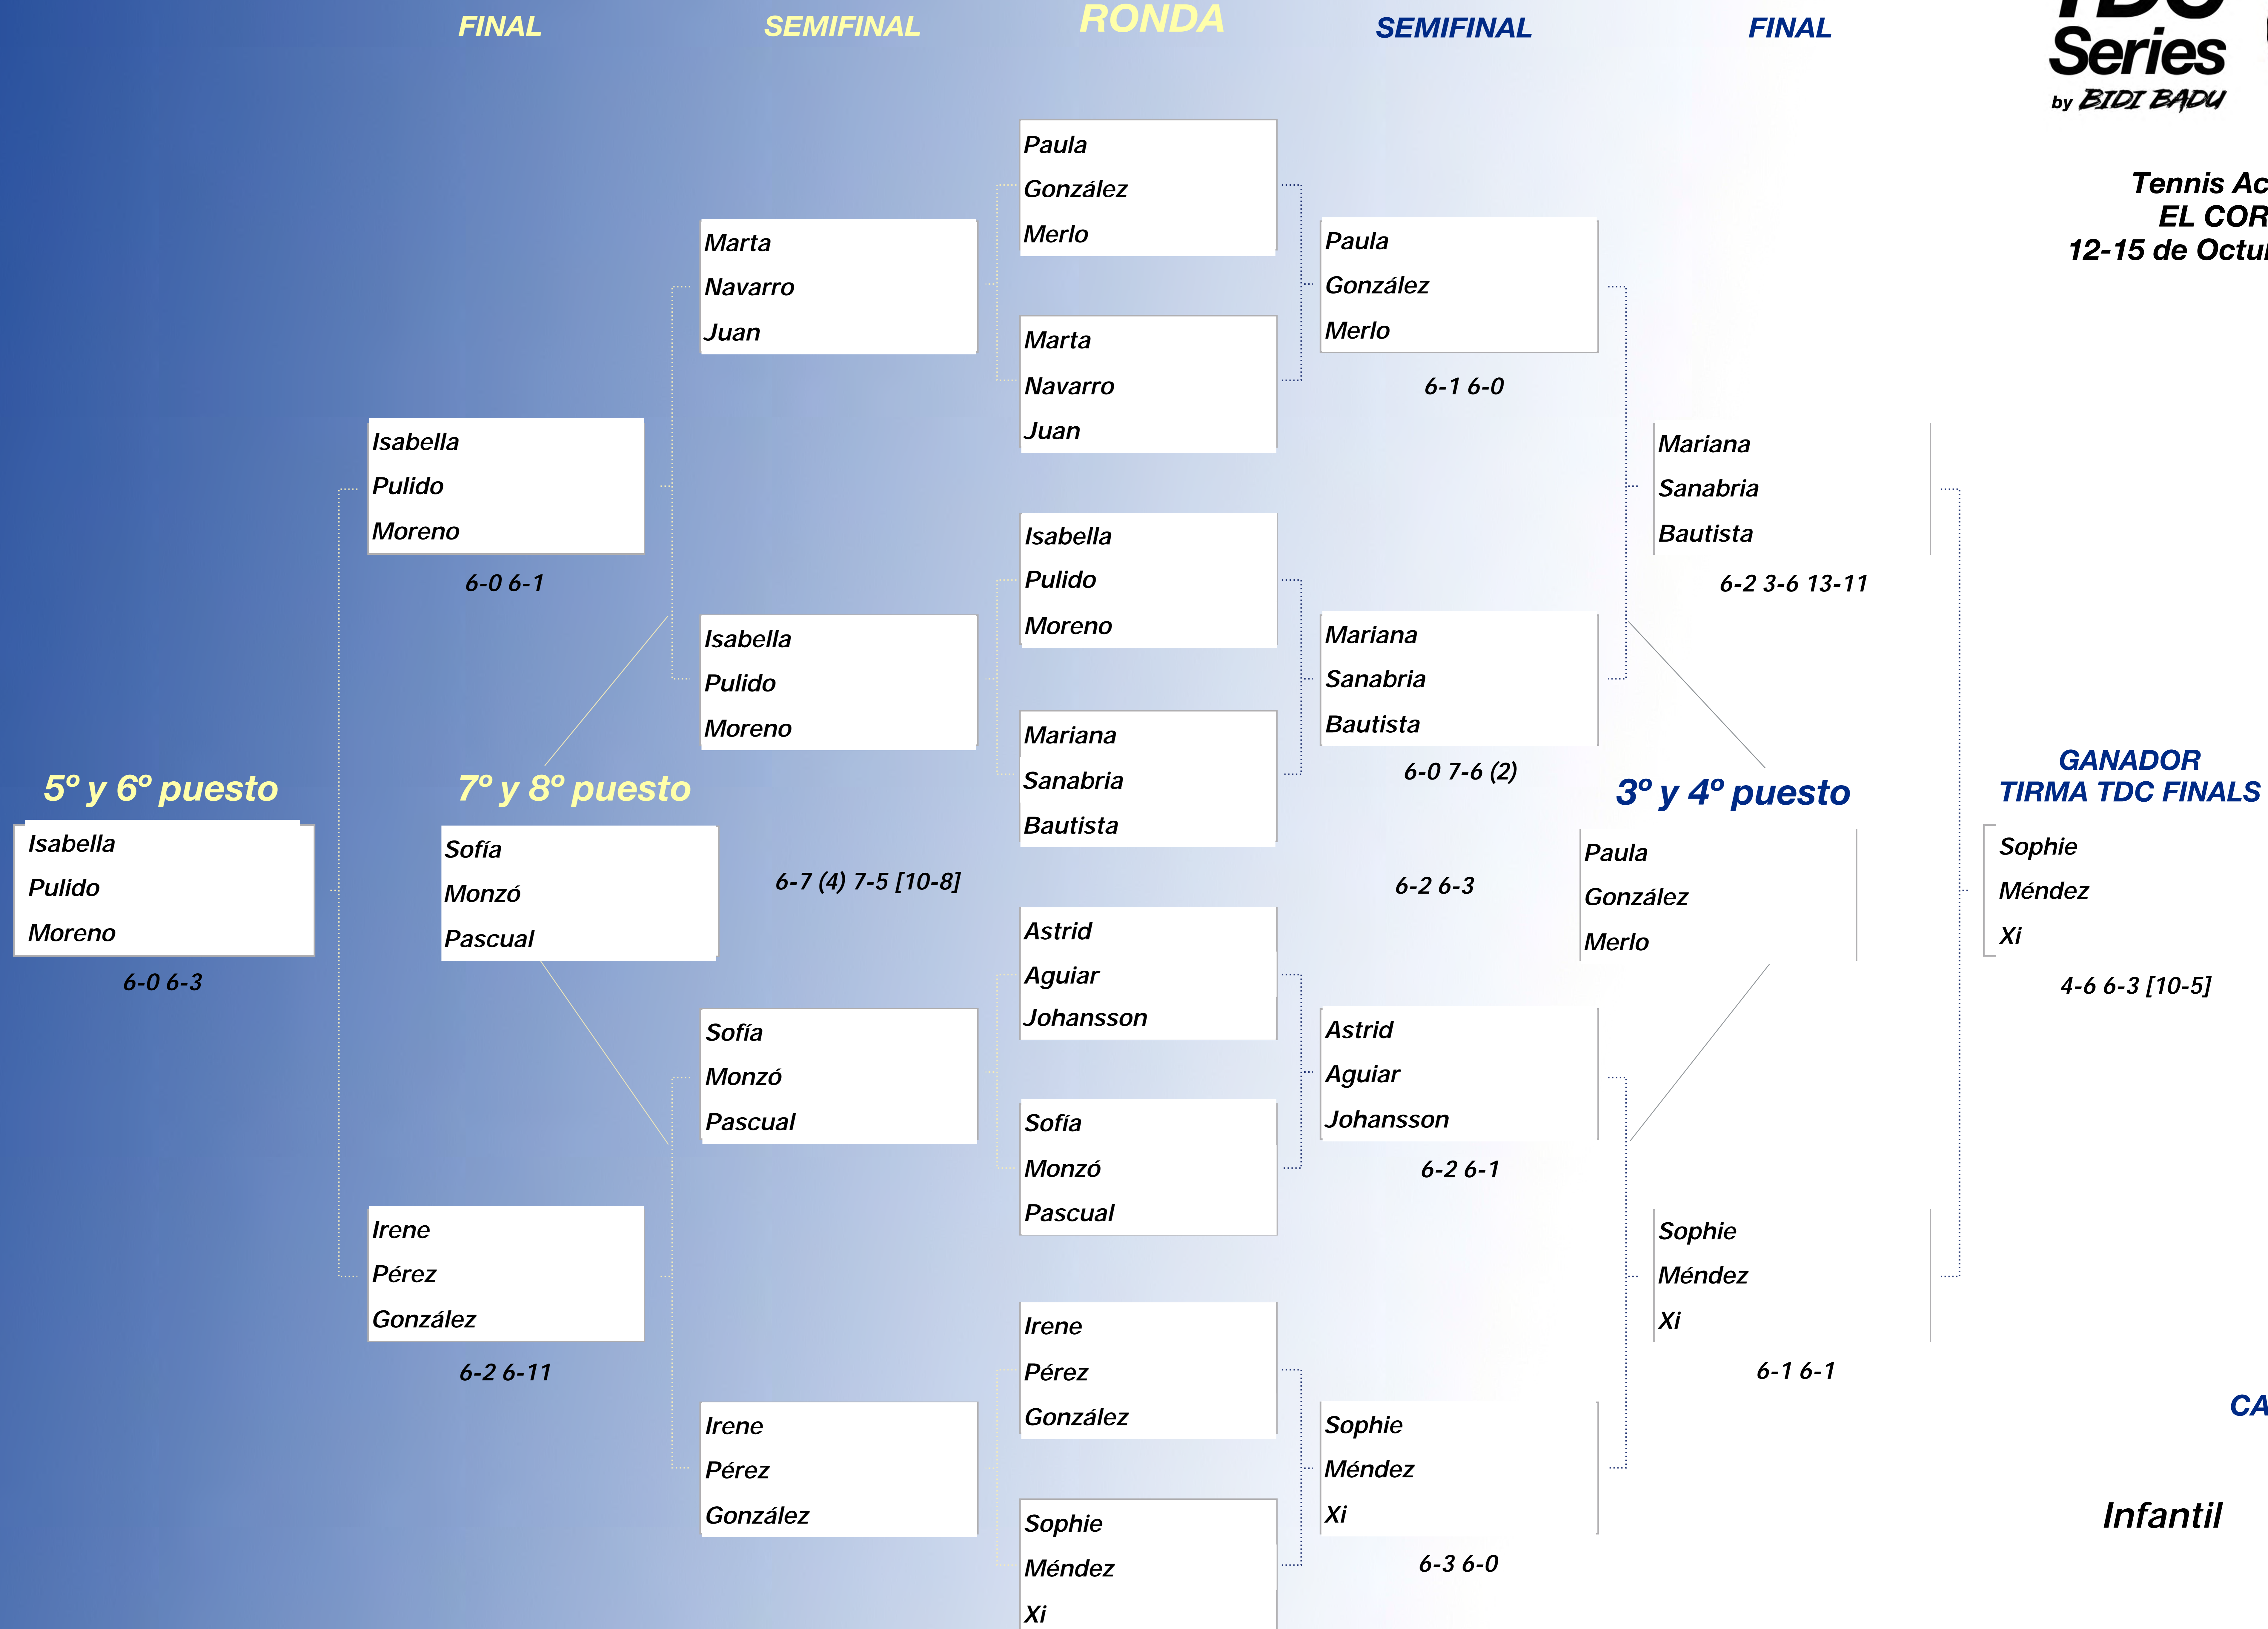 FINAL
SEMIFINAL
RONDA
SEMIFINAL
FINAL
Series
by BIDI BADU
Tennis
EL
12-15 de
Paula
González
Merlo
Marta
Navarro
Juan
Paula
González
Merlo
6-1 6-0
Marta
Navarro
Juan
Isabella
Pulido
Moreno
6-0 6-1
Mariana
Sanabria
Bautista
6-2 3-6 13-11
Isabella
Pulido
Moreno
Isabella
Pulido
Moreno
Mariana
Sanabria
Bautista
6-0 7-6 (2)
Mariana
Sanabria
Bautista
5º y 6º puesto
Isabella
Pulido
Moreno
6-0 6-3
7º y 8º puesto
Sofía
Monzó
Pascual
6-7 (4) 7-5 [10-8]
6-2 6-3
3º y 4º puesto
Paula
González
Merlo
GANADOR
TIRMA TDC FINALS
Sophie
Méndez
Xi
4-6 6-3 [10-5]
Astrid
Aguiar
Johansson
Sofía
Monzó
Pascual
Astrid
Aguiar
Johansson
6-2 6-1
Sofía
Monzó
Pascual
Irene
Pérez
González
6-2 6-11
Sophie
Méndez
Xi
6-1 6-1
Irene
Pérez
González
Irene
Pérez
González
Sophie
Méndez
Xi
6-3 6-0
Sophie
Méndez
Xi
Infantil